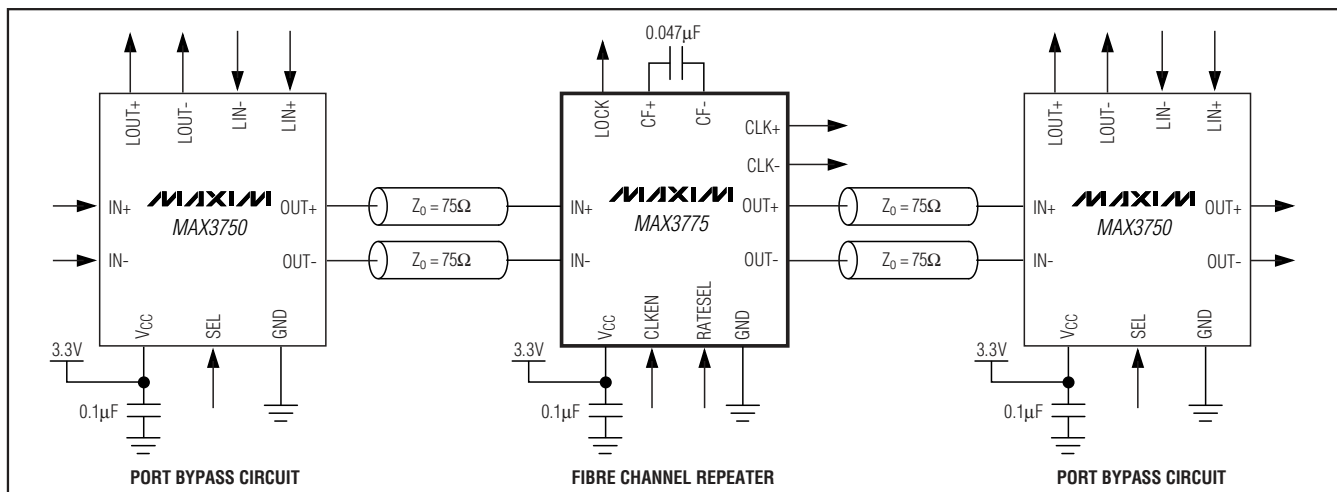 0.047µF
LOUT+
LOUT-
LIN-
LIN+
MAXIM
MAX3750
IN+
IN-
OUT+
OUT-
VCC
SEL
GND
3.3V
0.1µF
PORT BYPASS CIRCUIT
Z0 = 75Ω
Z0 = 75Ω
LOCK
CF+
CF-
CLK+
CLK-
MAXIM
MAX3775
IN+
IN-
OUT+
OUT-
VCC
CLKEN
RATESEL
GND
3.3V
0.1µF
FIBRE CHANNEL REPEATER
Z0 = 75Ω
Z0 = 75Ω
LOUT+
LOUT-
LIN-
LIN+
MAXIM
MAX3750
IN+
IN-
OUT+
OUT-
VCC
SEL
GND
3.3V
0.1µF
PORT BYPASS CIRCUIT